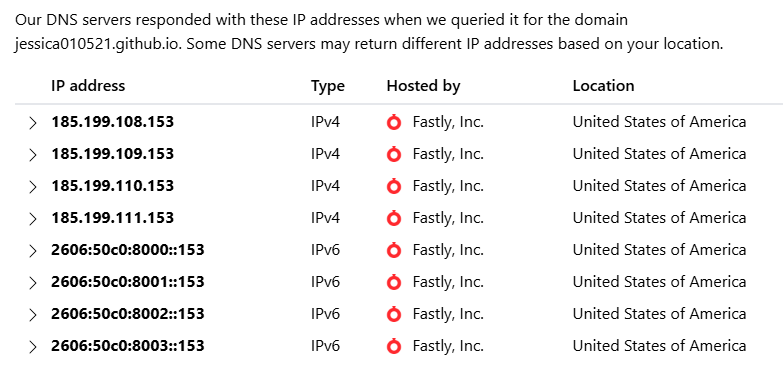 Our DNS servers responded with these IP addresses when we queried it for the domain
jessica010521.github.io. Some DNS servers may return different IP addresses based on your location.
IP address Type Hosted by Location
185.199.108.153 IPv4 Fastly, Inc. United States of America
185.199.109.153 IPv4 Fastly, Inc. United States of America
185.199.110.153 IPv4 Fastly, Inc. United States of America
185.199.111.153 IPv4 Fastly, Inc. United States of America
2606:50c0:8000::153 IPv6 Fastly, Inc. United States of America
2606:50c0:8001::153 IPv6 Fastly, Inc. United States of America
2606:50c0:8002::153 IPv6 Fastly, Inc. United States of America
2606:50c0:8003::153 IPv6 Fastly, Inc. United States of America